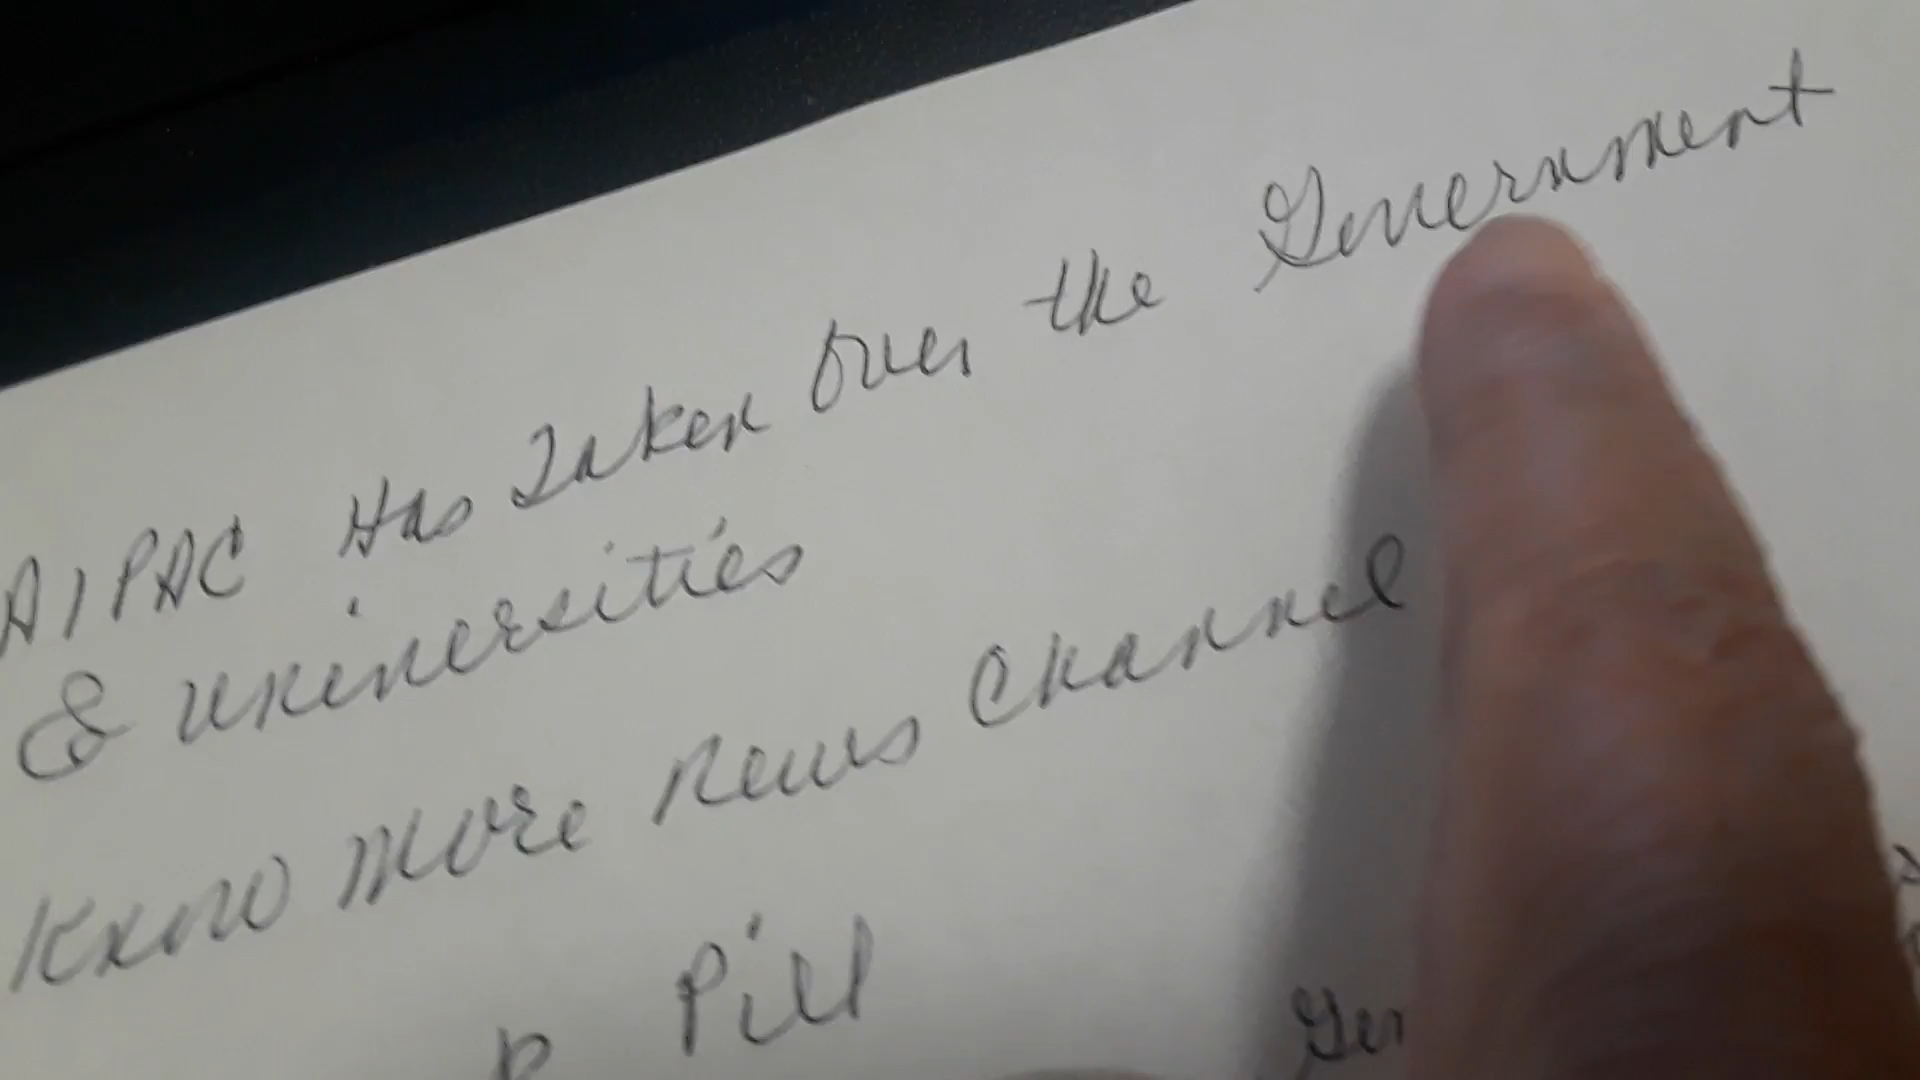 AIPAC Has Taken Over the Government
& Universities
Know More News Channel
Pill